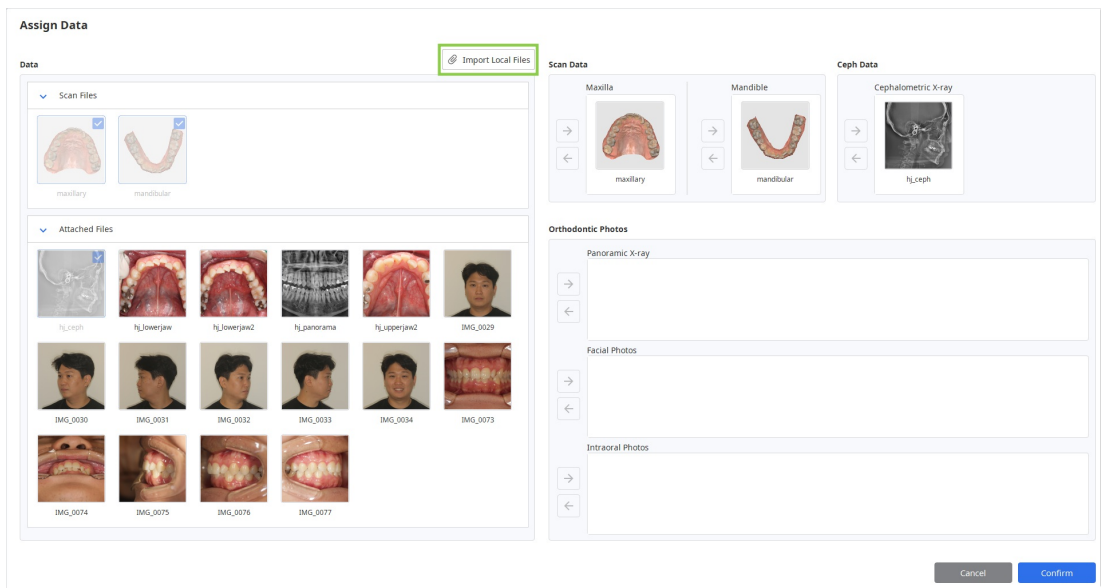 Assign Data
Data
Import Local Files
Scan Files
maxillary
mandibular
Attached Files
hj_ceph
hj_lowerjaw
hj_lowerjaw2
hj_panorama
hj_upperjaw2
IMG_0029
IMG_0030
IMG_0031
IMG_0032
IMG_0033
IMG_0034
IMG_0073
IMG_0074
IMG_0075
IMG_0076
IMG_0077
Scan Data
Maxilla
maxillary
Mandible
mandibular
Ceph Data
Cephalometric X-ray
hj_ceph
Orthodontic Photos
Panoramic X-ray
Facial Photos
Intraoral Photos
Cancel
Confirm